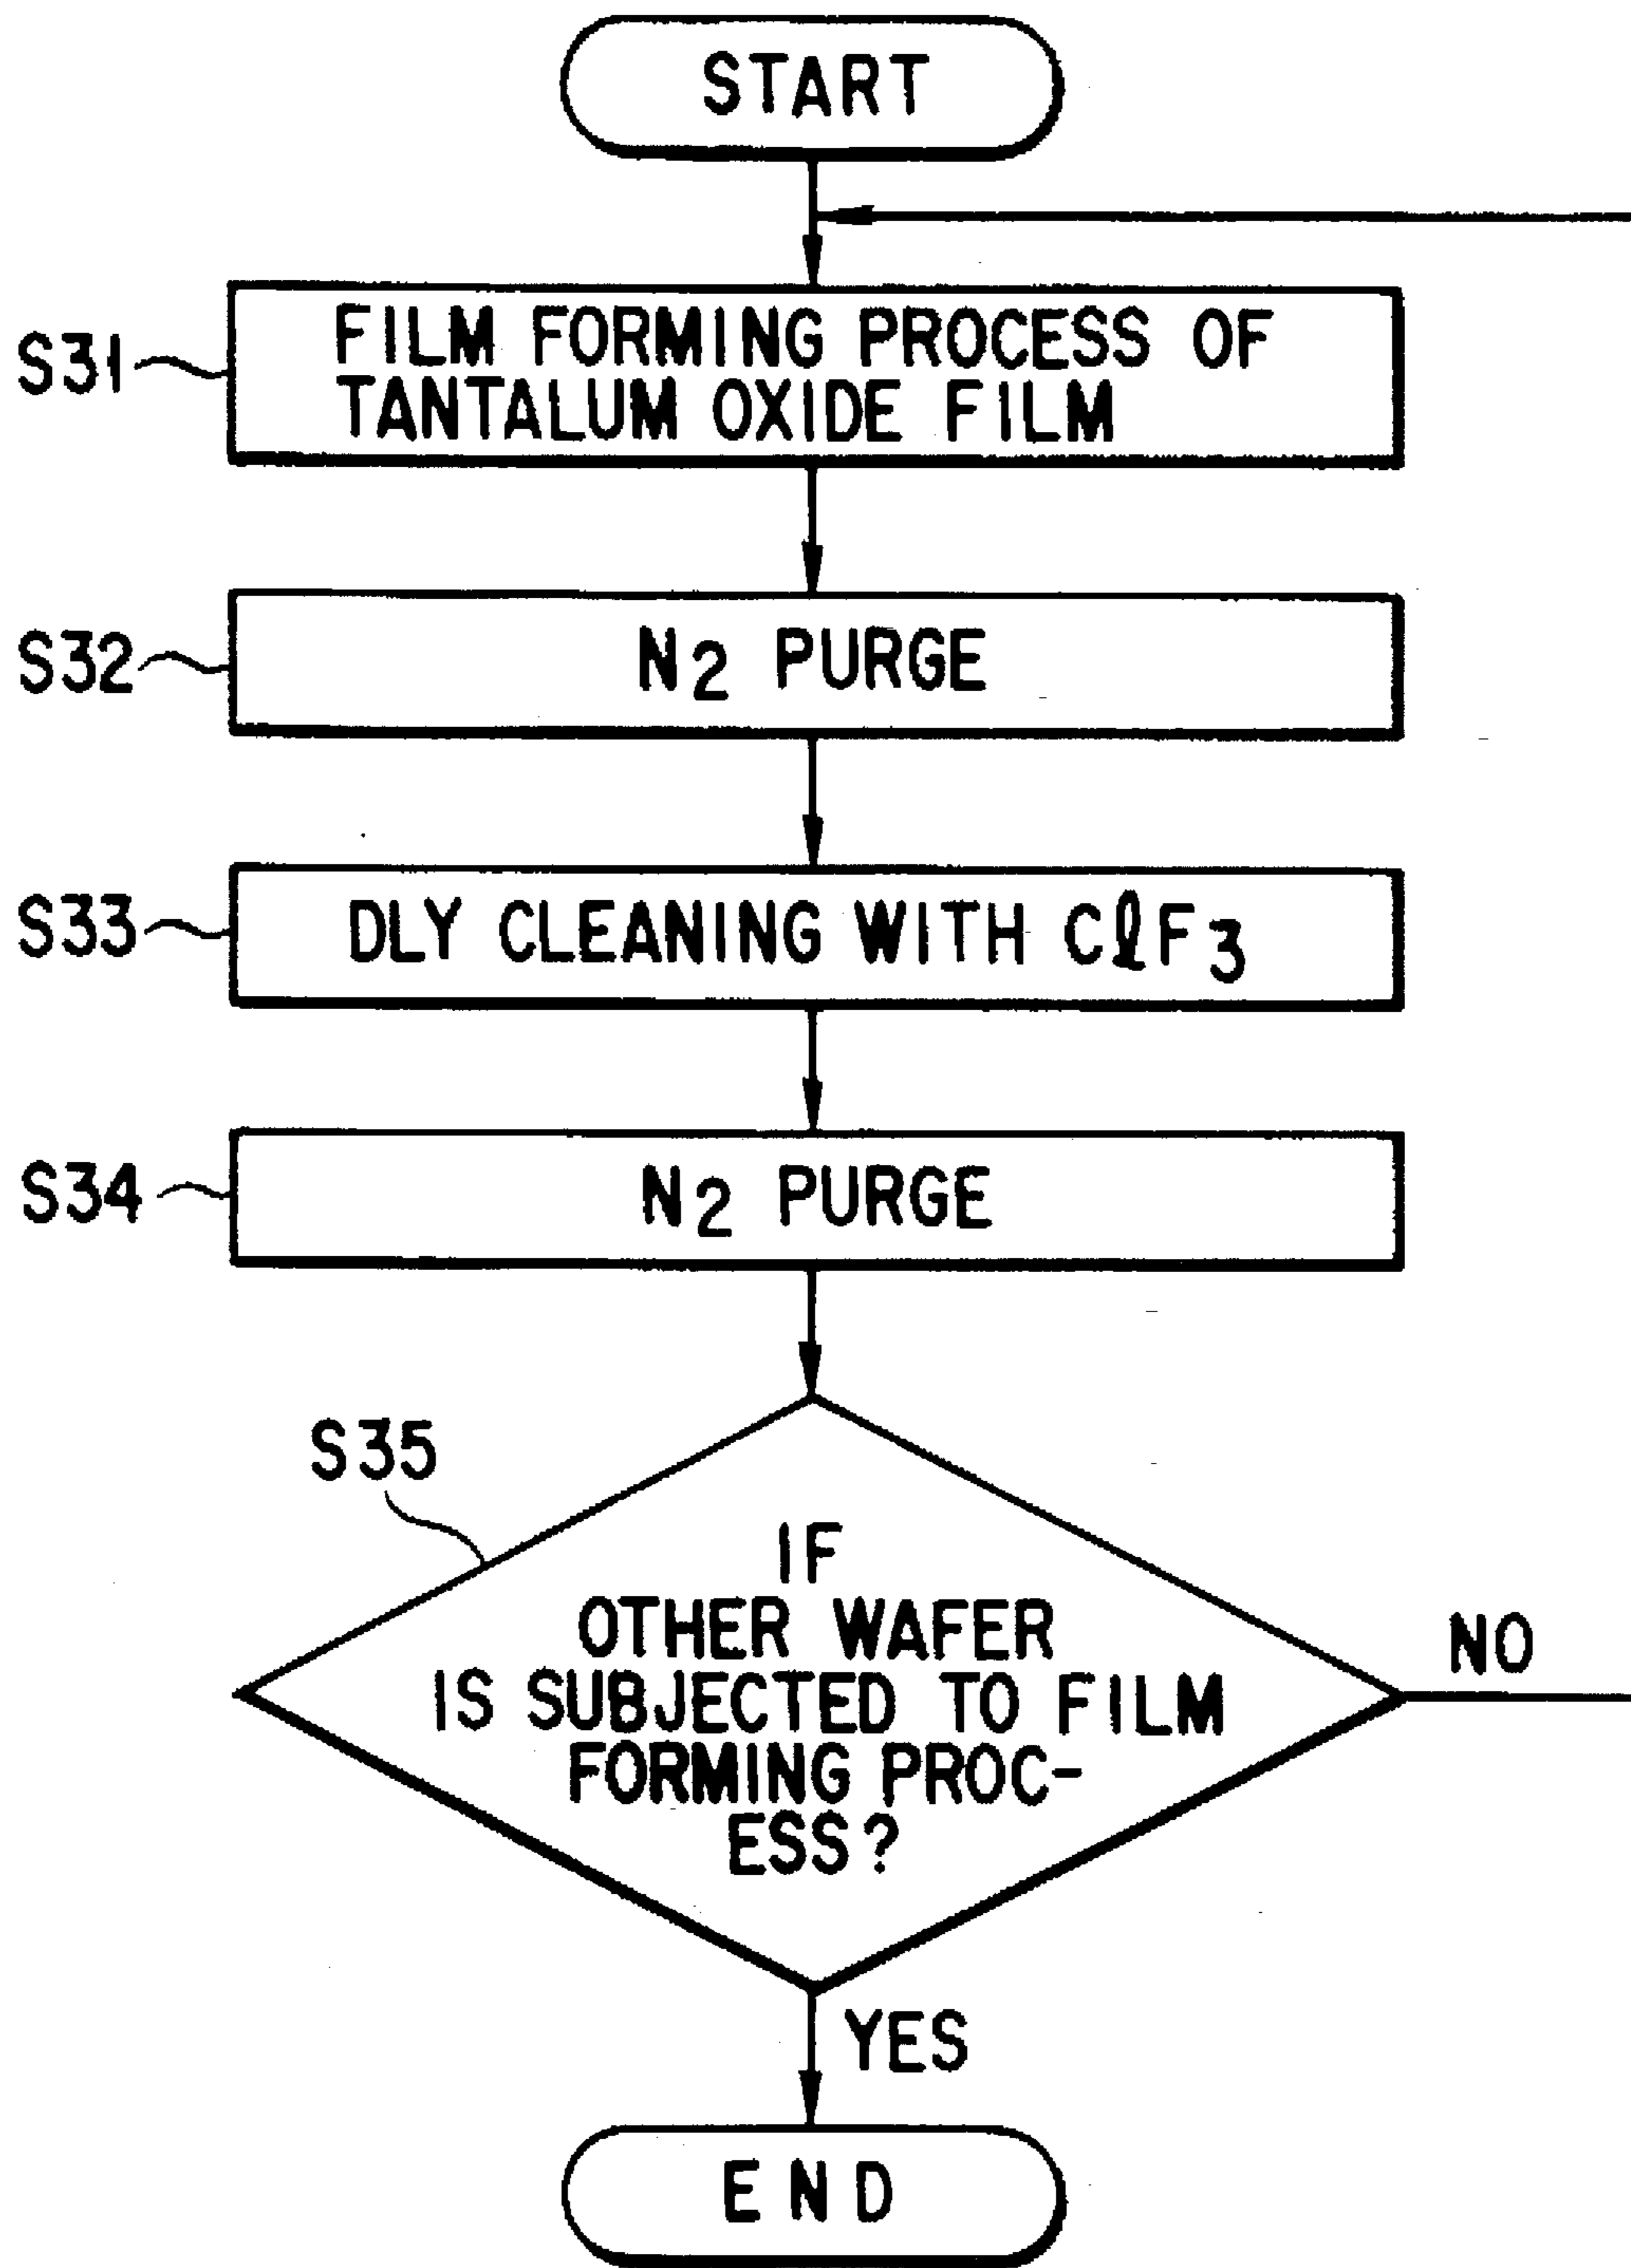 START
S31
FILM FORMING PROCESS OF
TANTALUM OXIDE FILM
S32
N2 PURGE
S33
DLY CLEANING WITH ClF3
S34
N2 PURGE
S35
IF
OTHER WAFER
IS SUBJECTED TO FILM
FORMING PROC-
ESS?
NO
YES
END